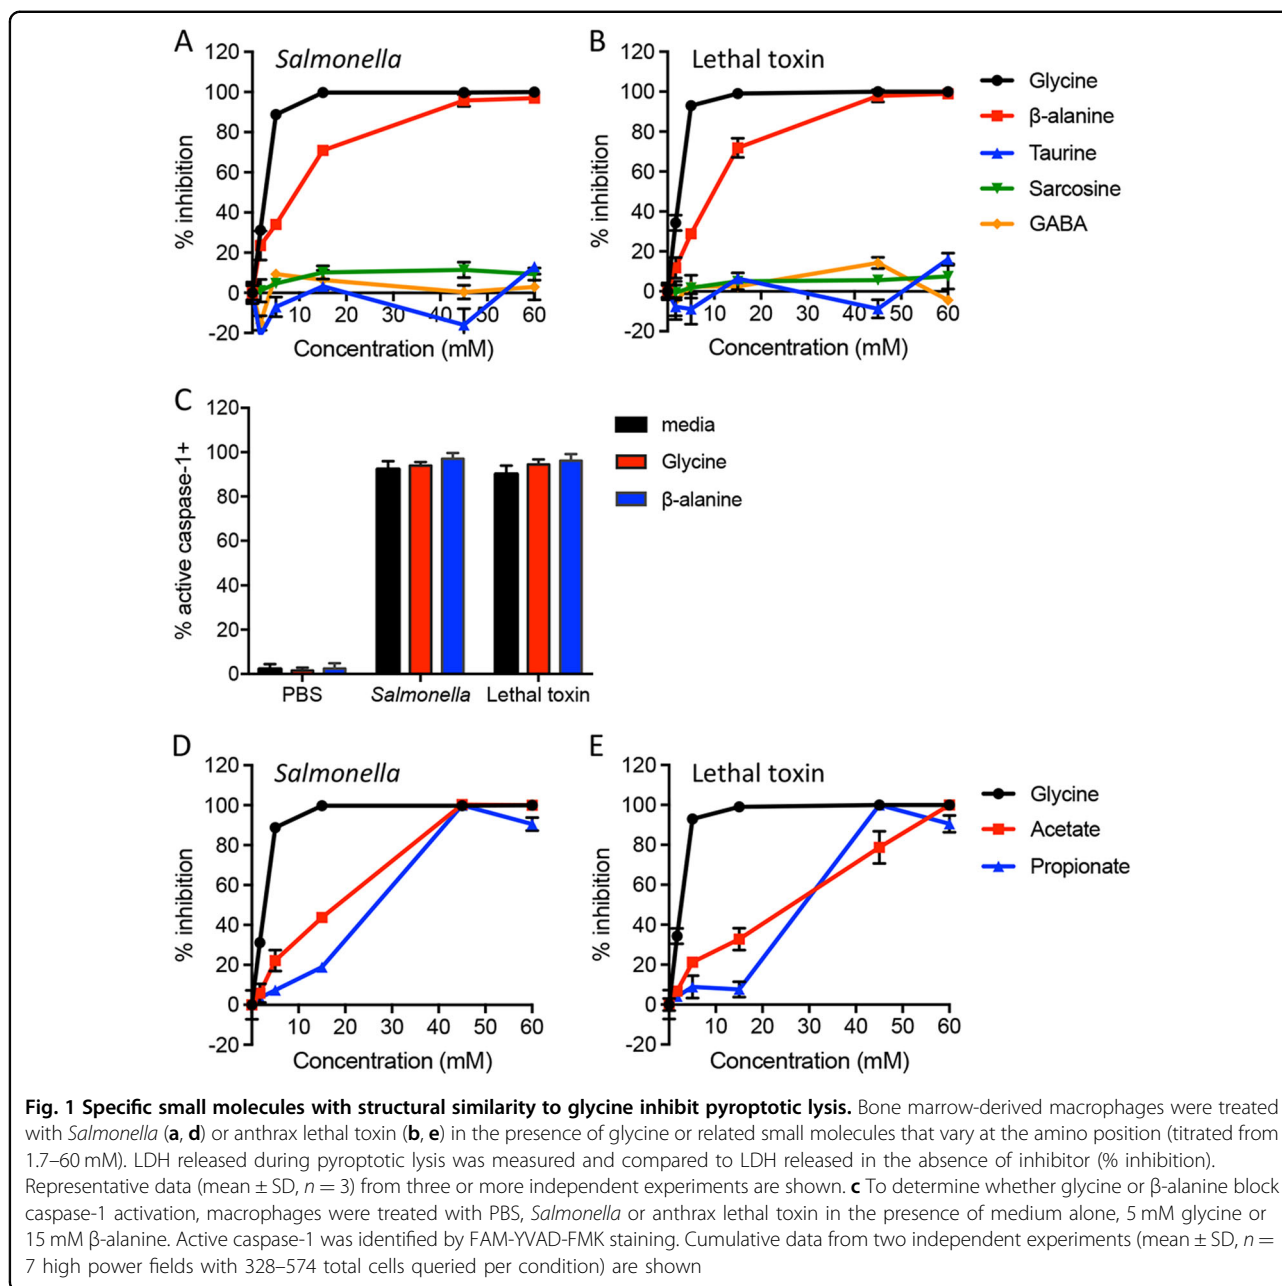 A
Salmonella
120
100
80
60
40
20
0
-20
% inhibition
10 20 30 40 50 60
Concentration (mM)
B
Lethal toxin
120
100
80
60
40
20
0
-20
% inhibition
10 20 30 40 50 60
Concentration (mM)
Glycine
β-alanine
Taurine
Sarcosine
GABA
C
120
100
80
60
40
20
0
% active caspase-1+
PBS Salmonella Lethal toxin
media
Glycine
β-alanine
D
Salmonella
120
100
80
60
40
20
0
-20
% inhibition
10 20 30 40 50 60
Concentration (mM)
E
Lethal toxin
120
100
80
60
40
20
0
-20
% inhibition
10 20 30 40 50 60
Concentration (mM)
Glycine
Acetate
Propionate
Fig. 1 Specific small molecules with structural similarity to glycine inhibit pyroptotic lysis. Bone marrow-derived macrophages were treated
with Salmonella (a, d) or anthrax lethal toxin (b, e) in the presence of glycine or related small molecules that vary at the amino position (titrated from
1.7–60 mM). LDH released during pyroptotic lysis was measured and compared to LDH released in the absence of inhibitor (% inhibition).
Representative data (mean ± SD, n = 3) from three or more independent experiments are shown. c To determine whether glycine or β-alanine block
caspase-1 activation, macrophages were treated with PBS, Salmonella or anthrax lethal toxin in the presence of medium alone, 5 mM glycine or
15 mM β-alanine. Active caspase-1 was identified by FAM-YVAD-FMK staining. Cumulative data from two independent experiments (mean ± SD, n =
7 high power fields with 328–574 total cells queried per condition) are shown